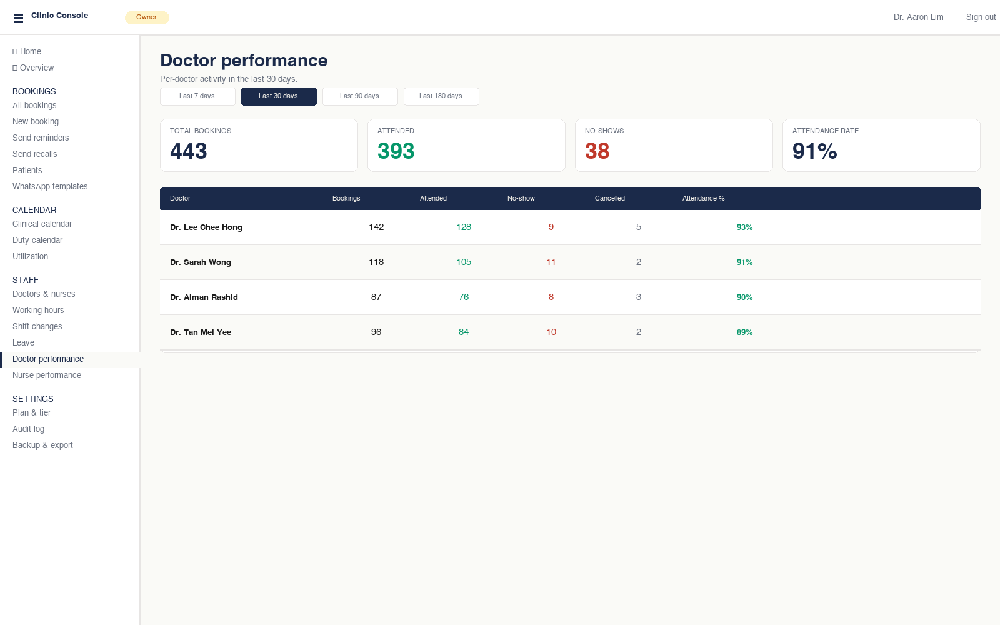 Clinic Console
Owner
Dr. Aaron Lim
Sign out
Home
Overview
BOOKINGS
All bookings
New booking
Send reminders
Send recalls
Patients
WhatsApp templates
CALENDAR
Clinical calendar
Duty calendar
Utilization
STAFF
Doctors & nurses
Working hours
Shift changes
Leave
Doctor performance
Nurse performance
SETTINGS
Plan & tier
Audit log
Backup & export
Doctor performance
Per-doctor activity in the last 30 days.
Last 7 days Last 30 days Last 90 days Last 180 days
TOTAL BOOKINGS
443
ATTENDED
393
NO-SHOWS
38
ATTENDANCE RATE
91%
Doctor Bookings Attended No-show Cancelled Attendance %
Dr. Lee Chee Hong 142 128 9 5 93%
Dr. Sarah Wong 118 105 11 2 91%
Dr. Aiman Rashid 87 76 8 3 90%
Dr. Tan Mei Yee 96 84 10 2 89%